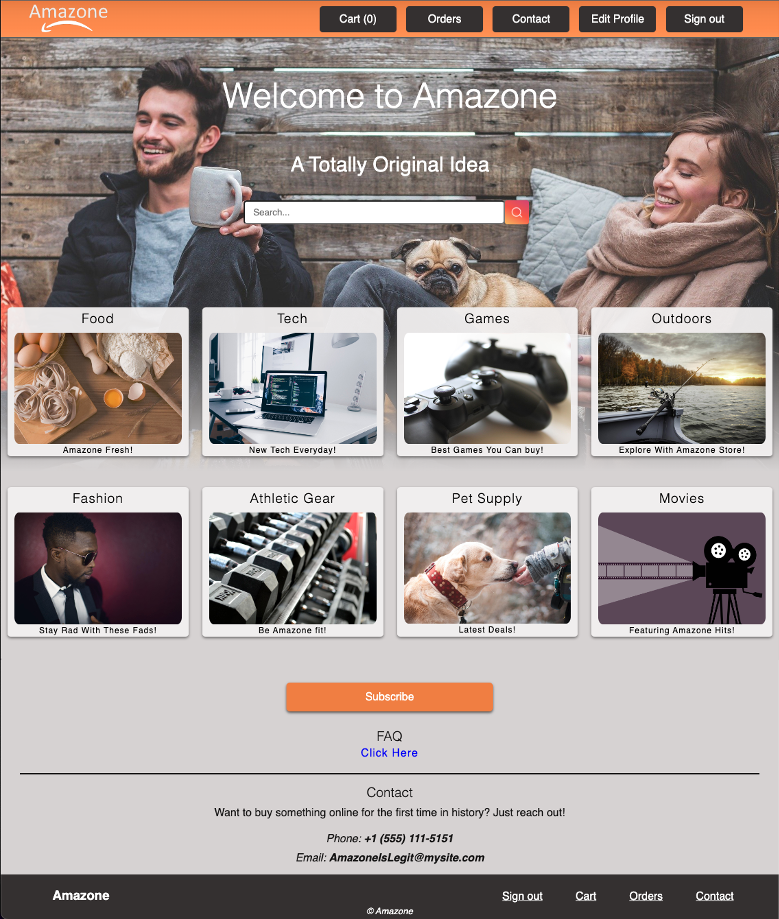 Amazone
Cart (0) Orders Contact Edit Profile Sign out
Welcome to Amazone
A Totally Original Idea
Search...
Food Tech Games Outdoors
Amazone Fresh! New Tech Everyday! Best Games You Can buy! Explore With Amazone Store!
Fashion Athletic Gear Pet Supply Movies
Stay Rad With These Fads! Be Amazone fit! Latest Deals! Featuring Amazone Hits!
Subscribe
FAQ
Click Here
Contact
Want to buy something online for the first time in history? Just reach out!
Phone: +1 (555) 111-5151
Email: AmazoneIsLegit@mysite.com
Amazone Sign out Cart Orders Contact
© Amazone